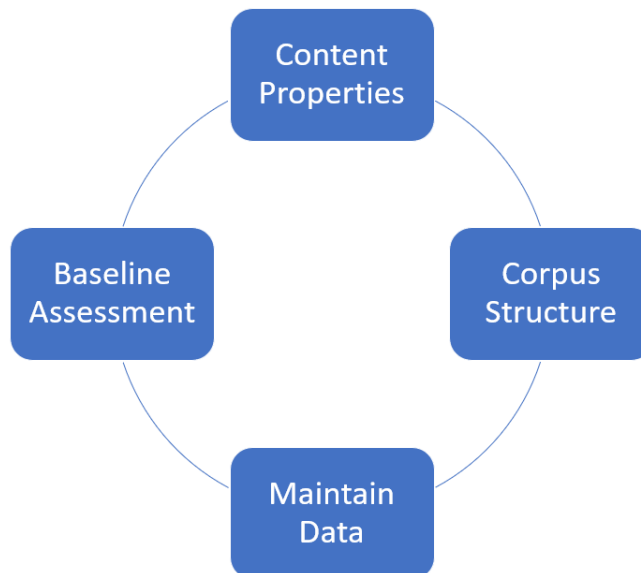 Content
Properties
Baseline
Assessment
Corpus
Structure
Maintain
Data